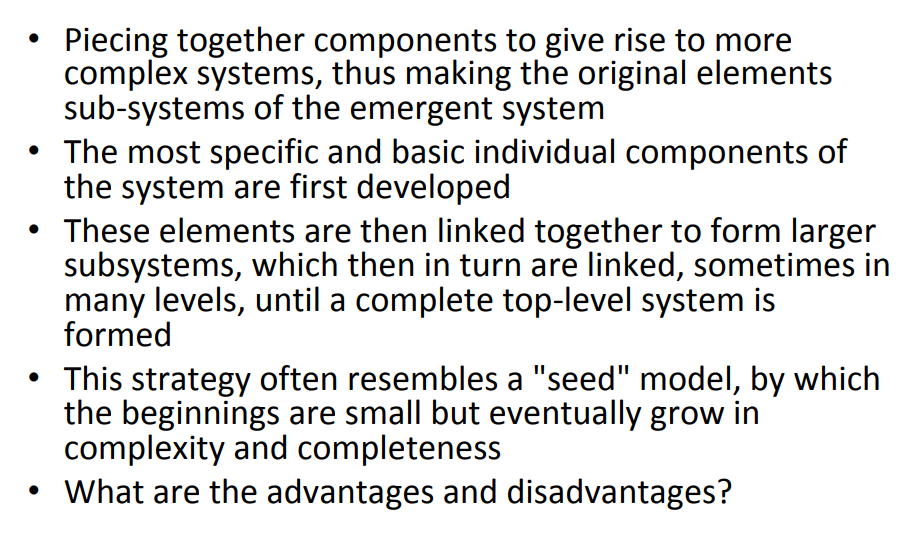 • Piecing together components to give rise to more
complex systems, thus making the original elements
sub-systems of the emergent system
• The most specific and basic individual components of
the system are first developed
• These elements are then linked together to form larger
subsystems, which then in turn are linked, sometimes in
many levels, until a complete top-level system is
formed
• This strategy often resembles a "seed" model, by which
the beginnings are small but eventually grow in
complexity and completeness
• What are the advantages and disadvantages?